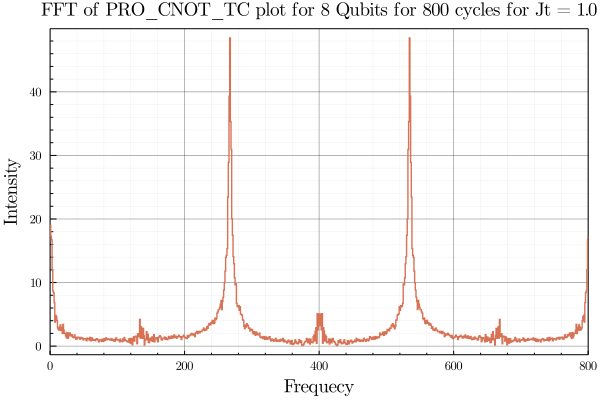 FFT of PRO_CNOT_TC plot for 8 Qubits for 800 cycles for Jt = 1.0
Intensity
40
30
20
10
0
0 200 400 600 800
Frequecy